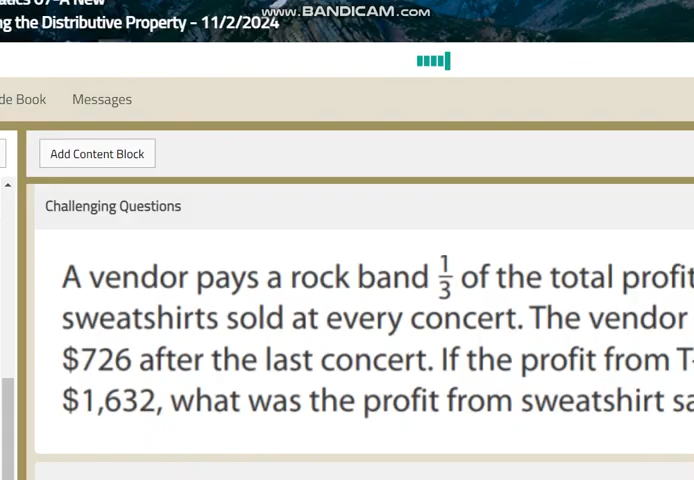 ng the Distributive Property - 11/2/2024
www.BANDICAM.com
Book
Messages
Add Content Block
Challenging Questions
A vendor pays a rock band 1/3 of the total profit
sweatshirts sold at every concert. The vendor
$726 after the last concert. If the profit from T-
$1,632, what was the profit from sweatshirt sa